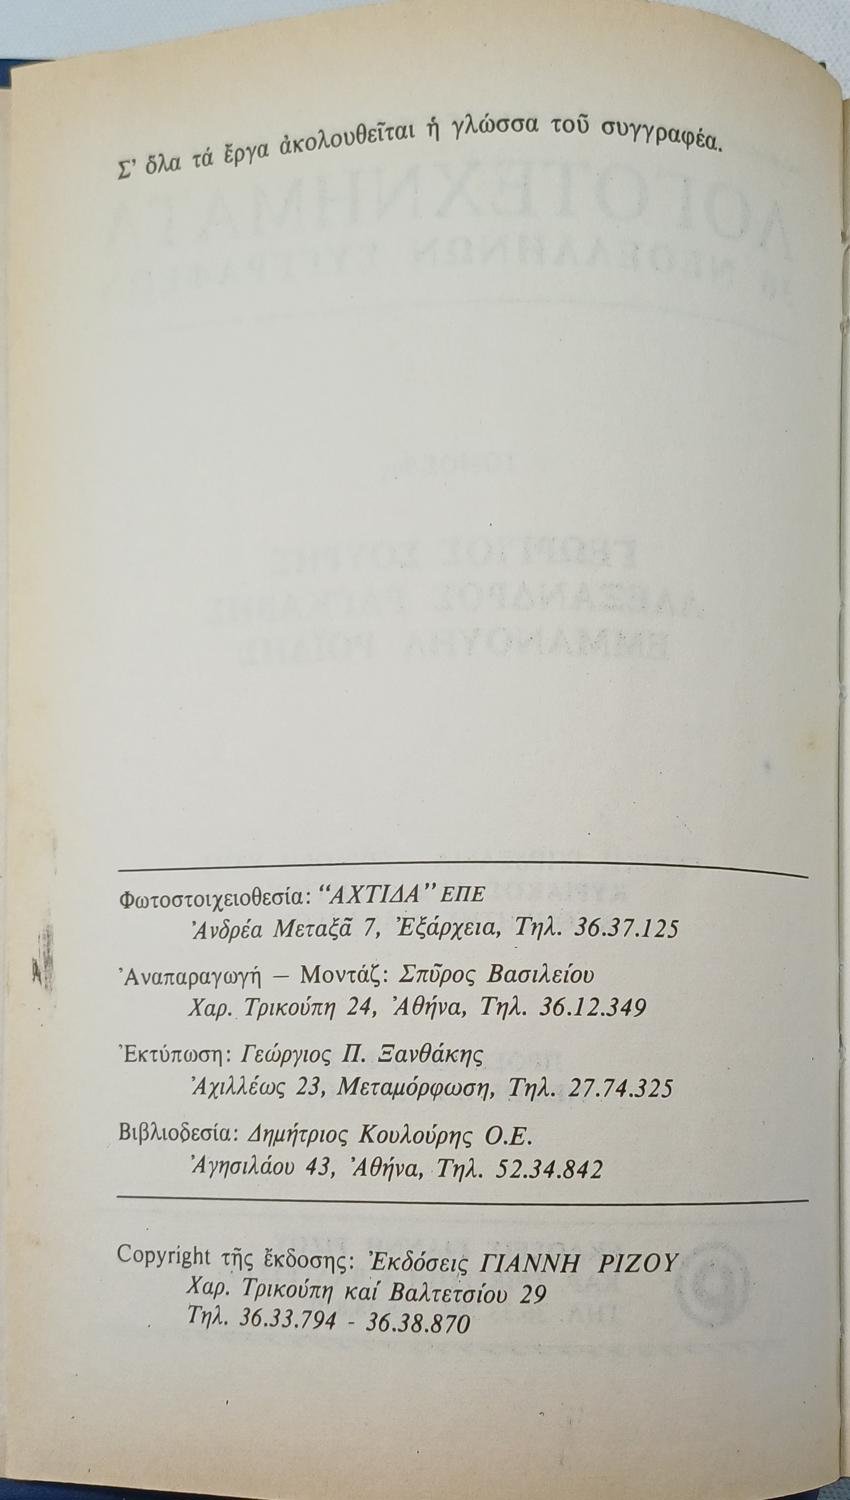 Σ' ὅλα τά ἔργα ἀκολουθεῖται ἡ γλώσσα τοῦ συγγραφέα.
Φωτοστοιχειοθεσία: “ΑΧΤΙΔΑ” ΕΠΕ
Ἀνδρέα Μεταξᾶ 7, Ἐξάρχεια, Τηλ. 36.37.125
Ἀναπαραγωγή — Μοντάζ: Σπῦρος Βασιλείου
Χαρ. Τρικούπη 24, Ἀθήνα, Τηλ. 36.12.349
Ἐκτύπωση: Γεώργιος Π. Ξανθάκης
Ἀχιλλέως 23, Μεταμόρφωση, Τηλ. 27.74.325
Βιβλιοδεσία: Δημήτριος Κουλούρης Ο.Ε.
Ἀγησιλάου 43, Ἀθήνα, Τηλ. 52.34.842
Copyright τῆς ἔκδοσης: Ἐκδόσεις ΓΙΑΝΝΗ ΡΙΖΟΥ
Χαρ. Τρικούπη καί Βαλτετσίου 29
Τηλ. 36.33.794 - 36.38.870